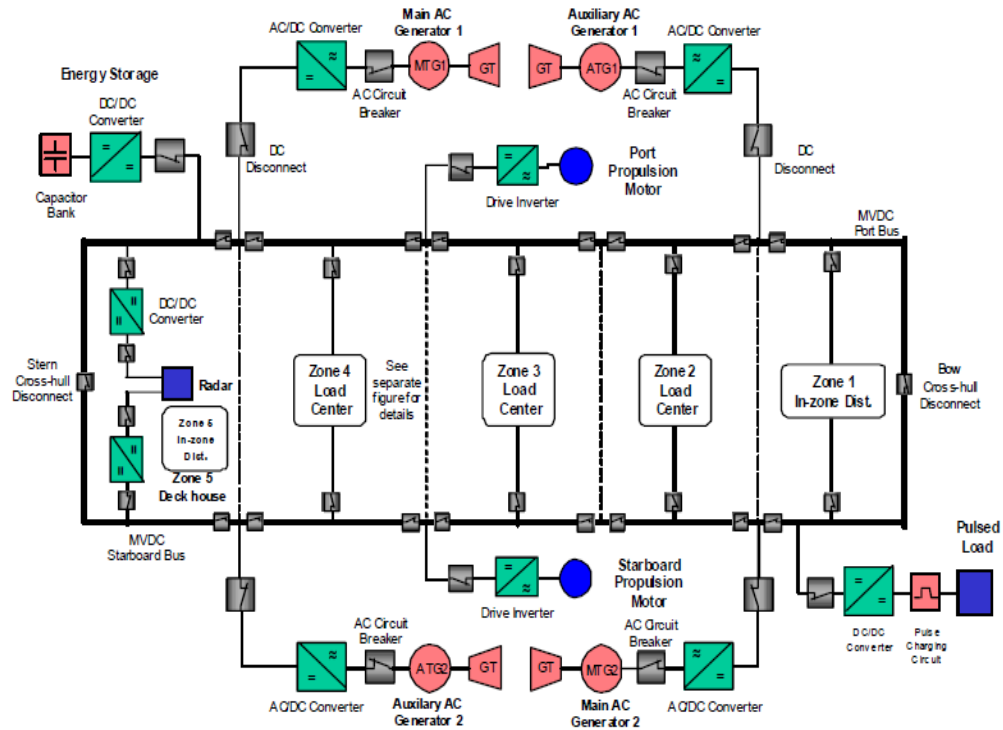 AC/DC Converter
Main AC
Generator 1
Auxiliary AC
Generator 1
AC/DC Converter
MTG1
GT
GT
ATG1
AC Circuit
Breaker
AC Circuit
Breaker
Energy Storage
DC/DC
Converter
Capacitor
Bank
DC
Disconnect
Port
Propulsion
Motor
Drive Inverter
DC
Disconnect
MVDC
Port Bus
DC/DC
Converter
Stern
Cross-hull
Disconnect
Radar
Zone 5
In-zone
Dist.
Zone 5
Deck house
Zone 4
Load
Center
See
separate
figure for
details
Zone 3
Load
Center
Zone 2
Load
Center
Zone 1
In-zone Dist.
Bow
Cross-hull
Disconnect
MVDC
Starboard Bus
Starboard
Propulsion
Motor
Drive Inverter
Pulsed
Load
DC/DC
Converter
Pulse
Charging
Circuit
AC Circuit
Breaker
AC Circuit
Breaker
ATG2
GT
GT
MTG2
AC/DC Converter
Auxilary AC
Generator 2
Main AC
Generator 2
AC/DC Converter